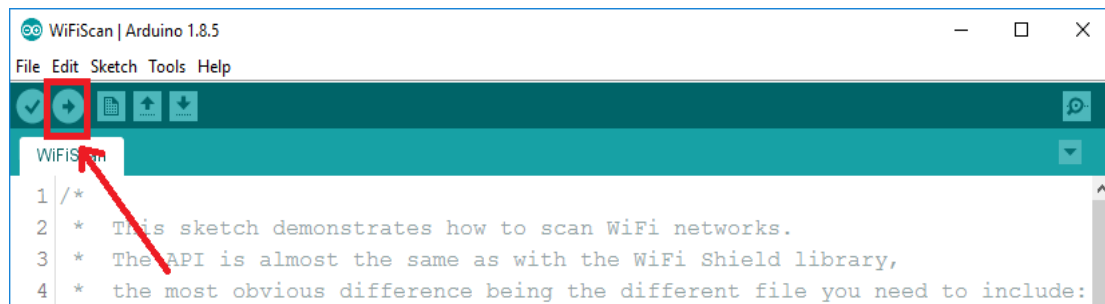 WiFiScan | Arduino 1.8.5
File Edit Sketch Tools Help
WiFiScan
1 /*
2 * This sketch demonstrates how to scan WiFi networks.
3 * The API is almost the same as with the WiFi Shield library,
4 * the most obvious difference being the different file you need to include: